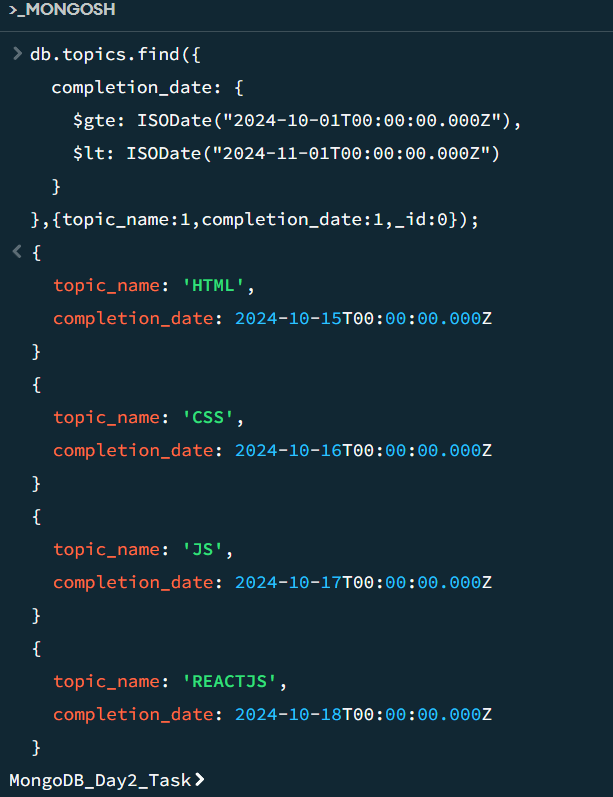 >_MONGOSH
> db.topics.find({
completion_date: {
$gte: ISODate("2024-10-01T00:00:00.000Z"),
$lt: ISODate("2024-11-01T00:00:00.000Z")
}
},{topic_name:1,completion_date:1,_id:0});
< {
topic_name: 'HTML',
completion_date: 2024-10-15T00:00:00.000Z
}
{
topic_name: 'CSS',
completion_date: 2024-10-16T00:00:00.000Z
}
{
topic_name: 'JS',
completion_date: 2024-10-17T00:00:00.000Z
}
{
topic_name: 'REACTJS',
completion_date: 2024-10-18T00:00:00.000Z
}
MongoDB_Day2_Task>